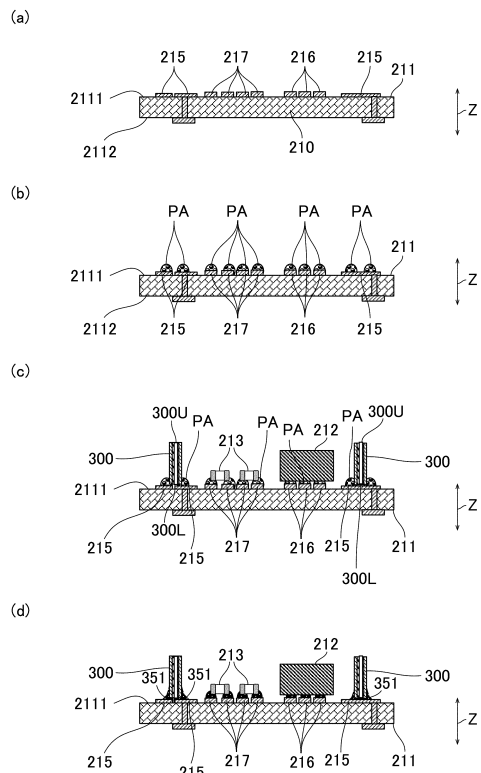 (a)
215 217 216 215
2111 211
2112 210 Z
(b)
PA PA PA PA
2111 211
2112 Z
215 217 216 215
(c)
300U PA 300U
300 PA 213 PA PA 212 300
2111 Z
215 300L 215 217 216 215 211
300L
(d)
212
300 351 351 213 300 351
2111 Z
215 215 217 216 215 211